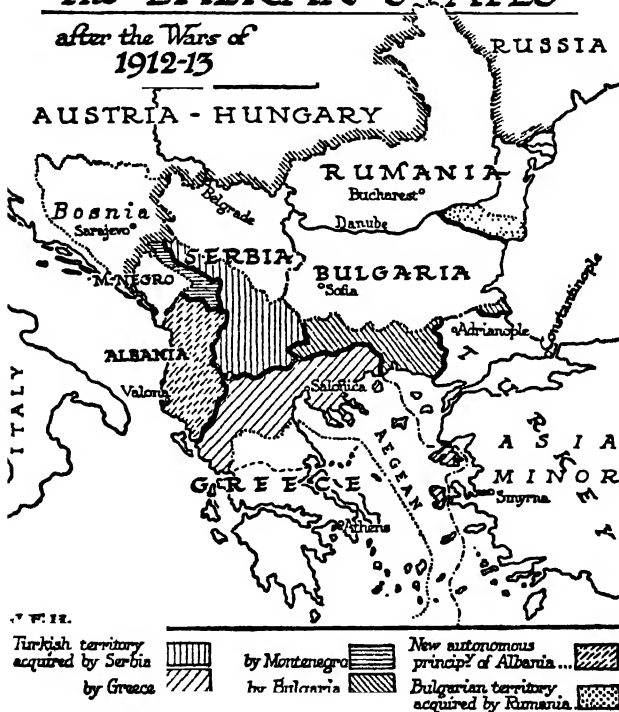 after the Wars of
1912-13
RUSSIA
AUSTRIA - HUNGARY
RUMANIA
Bucharest
Belgrade
Bosnia
Sarajevo
Danube
SERBIA
BULGARIA
Sofia
M.NEGRO
Constantinople
Adrianople
ALBANIA
Valona
Salonica
ITALY
TURKEY
AEGEAN
ASIA
MINOR
Smyrna
GREECE
Athens
Turkish territory
acquired by Serbia
by Greece
by Montenegro
by Bulgaria
New autonomous
princip.y of Albania...
Bulgarian territory
acquired by Rumania